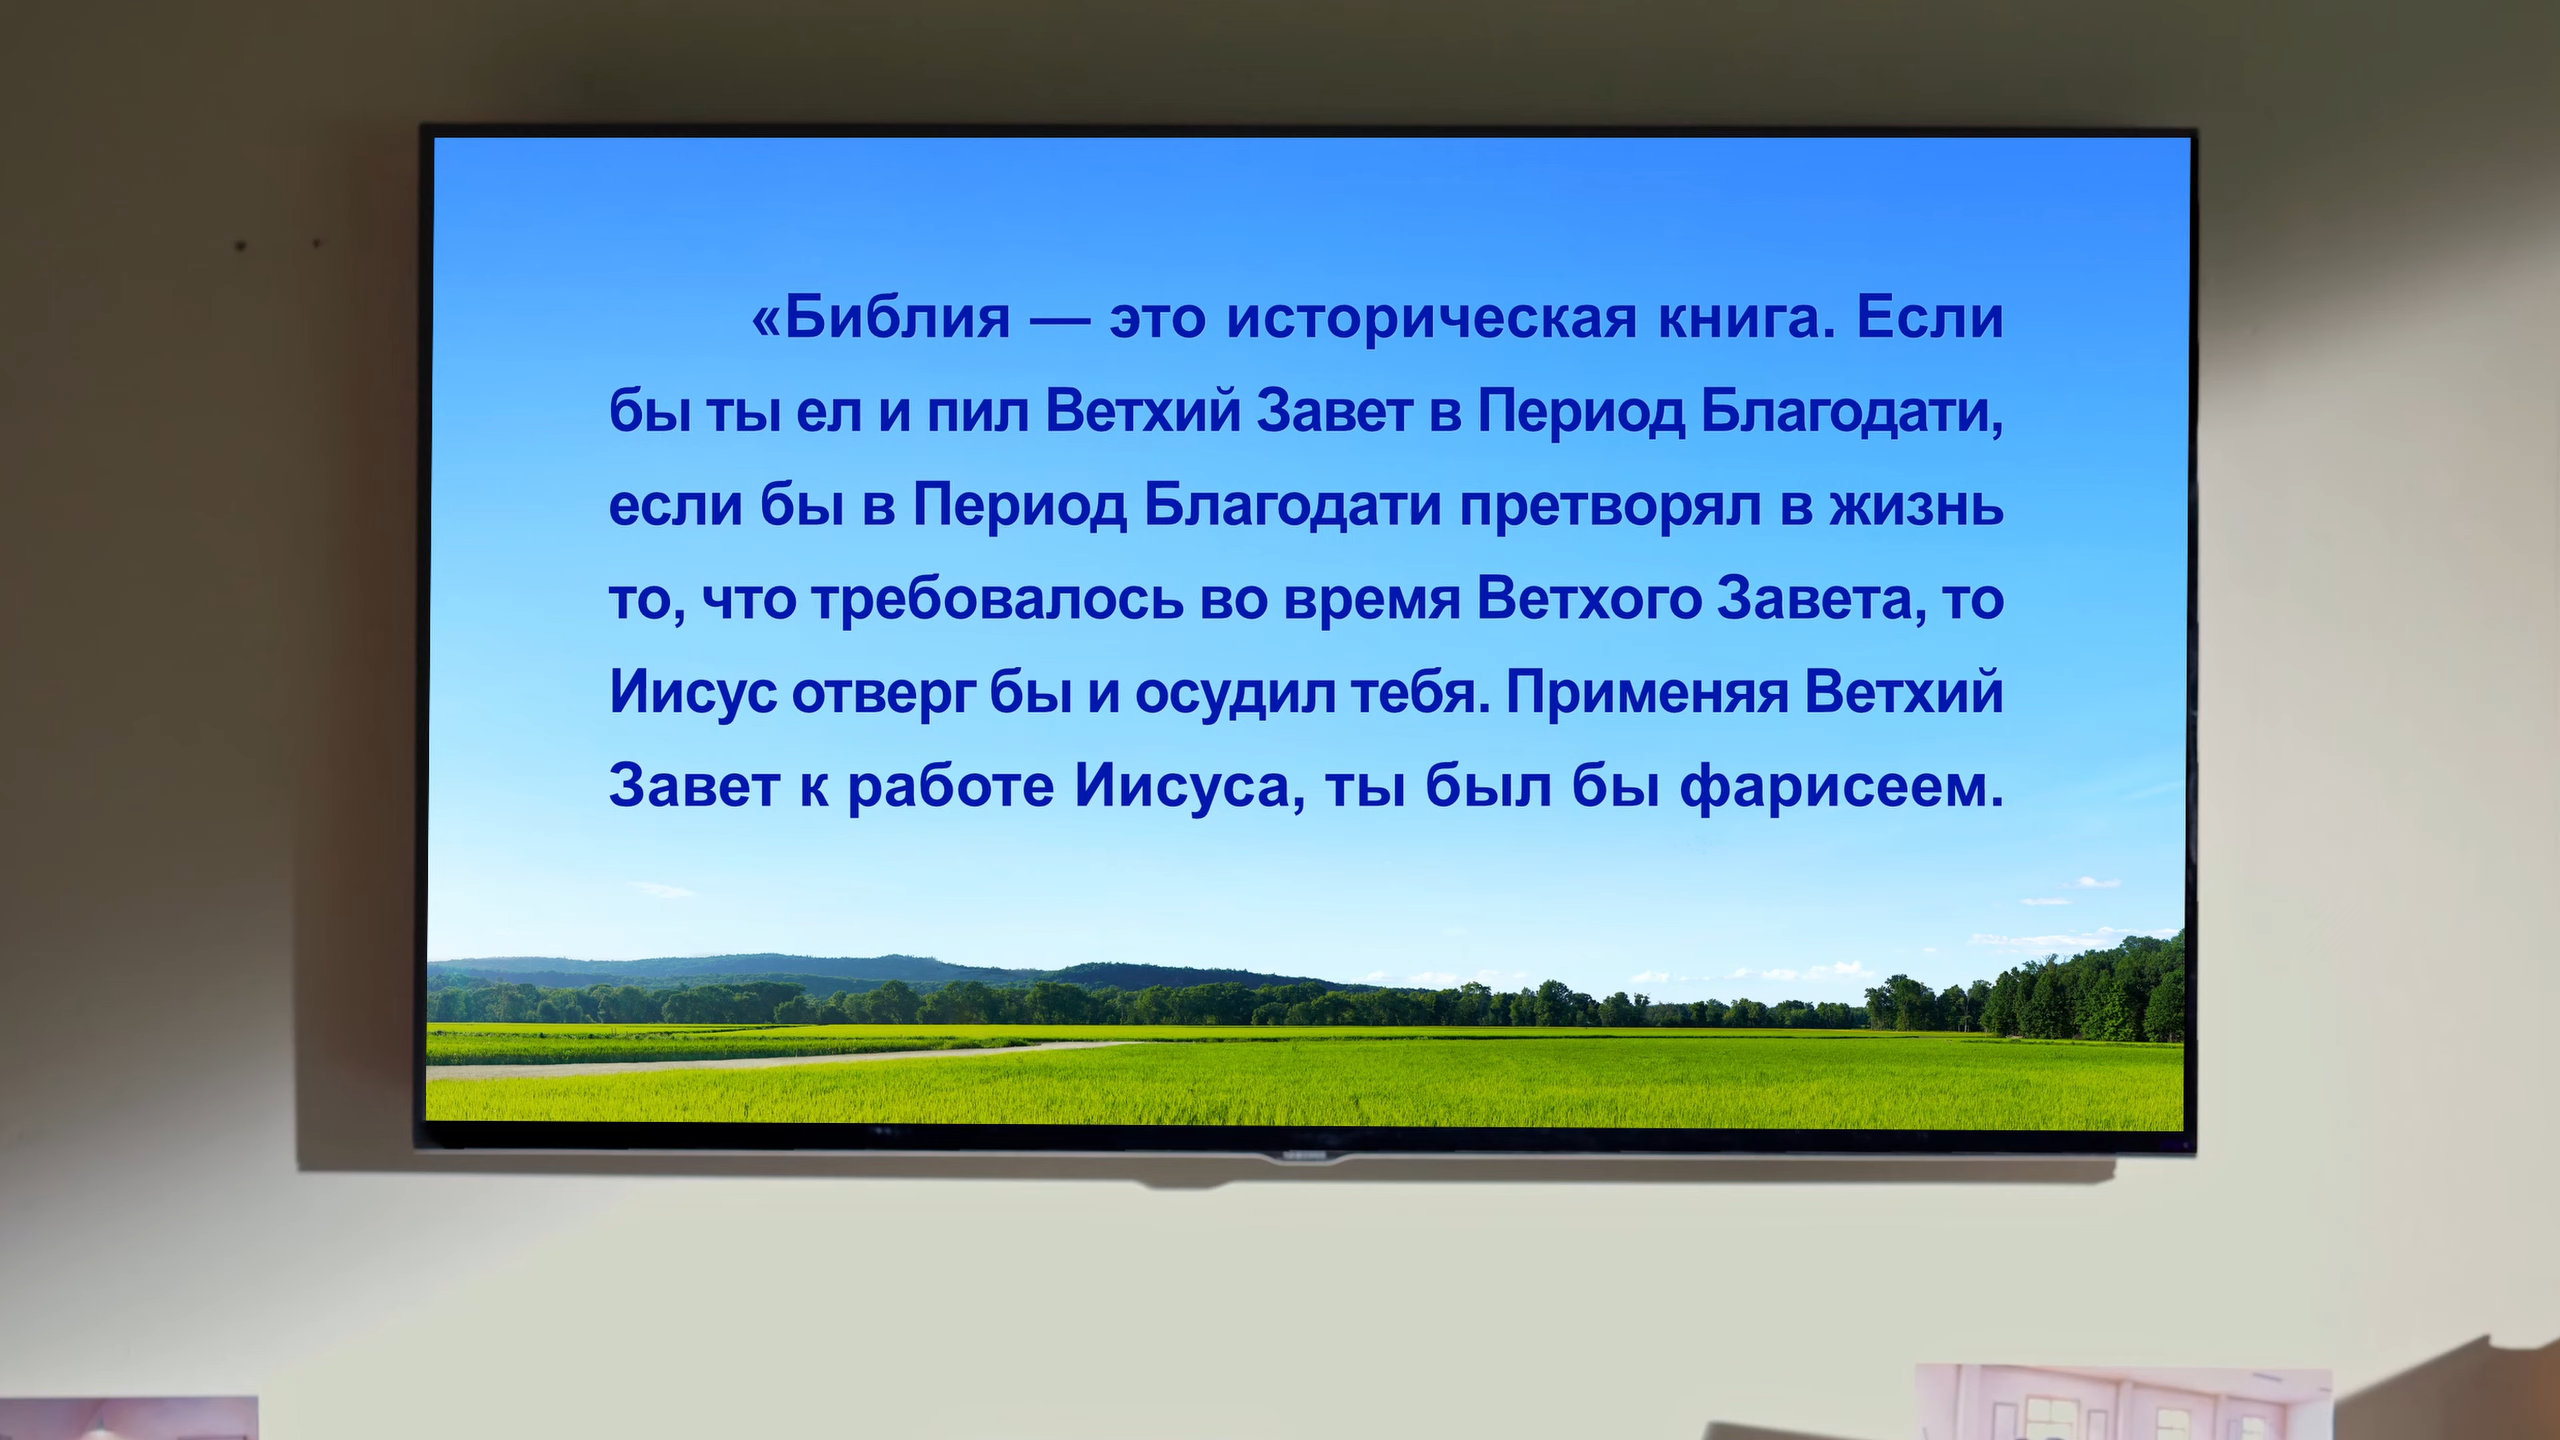 «Библия — это историческая книга. Если
бы ты ел и пил Ветхий Завет в Период Благодати,
если бы в Период Благодати претворял в жизнь
то, что требовалось во время Ветхого Завета, то
Иисус отверг бы и осудил тебя. Применяя Ветхий
Завет к работе Иисуса, ты был бы фарисеем.